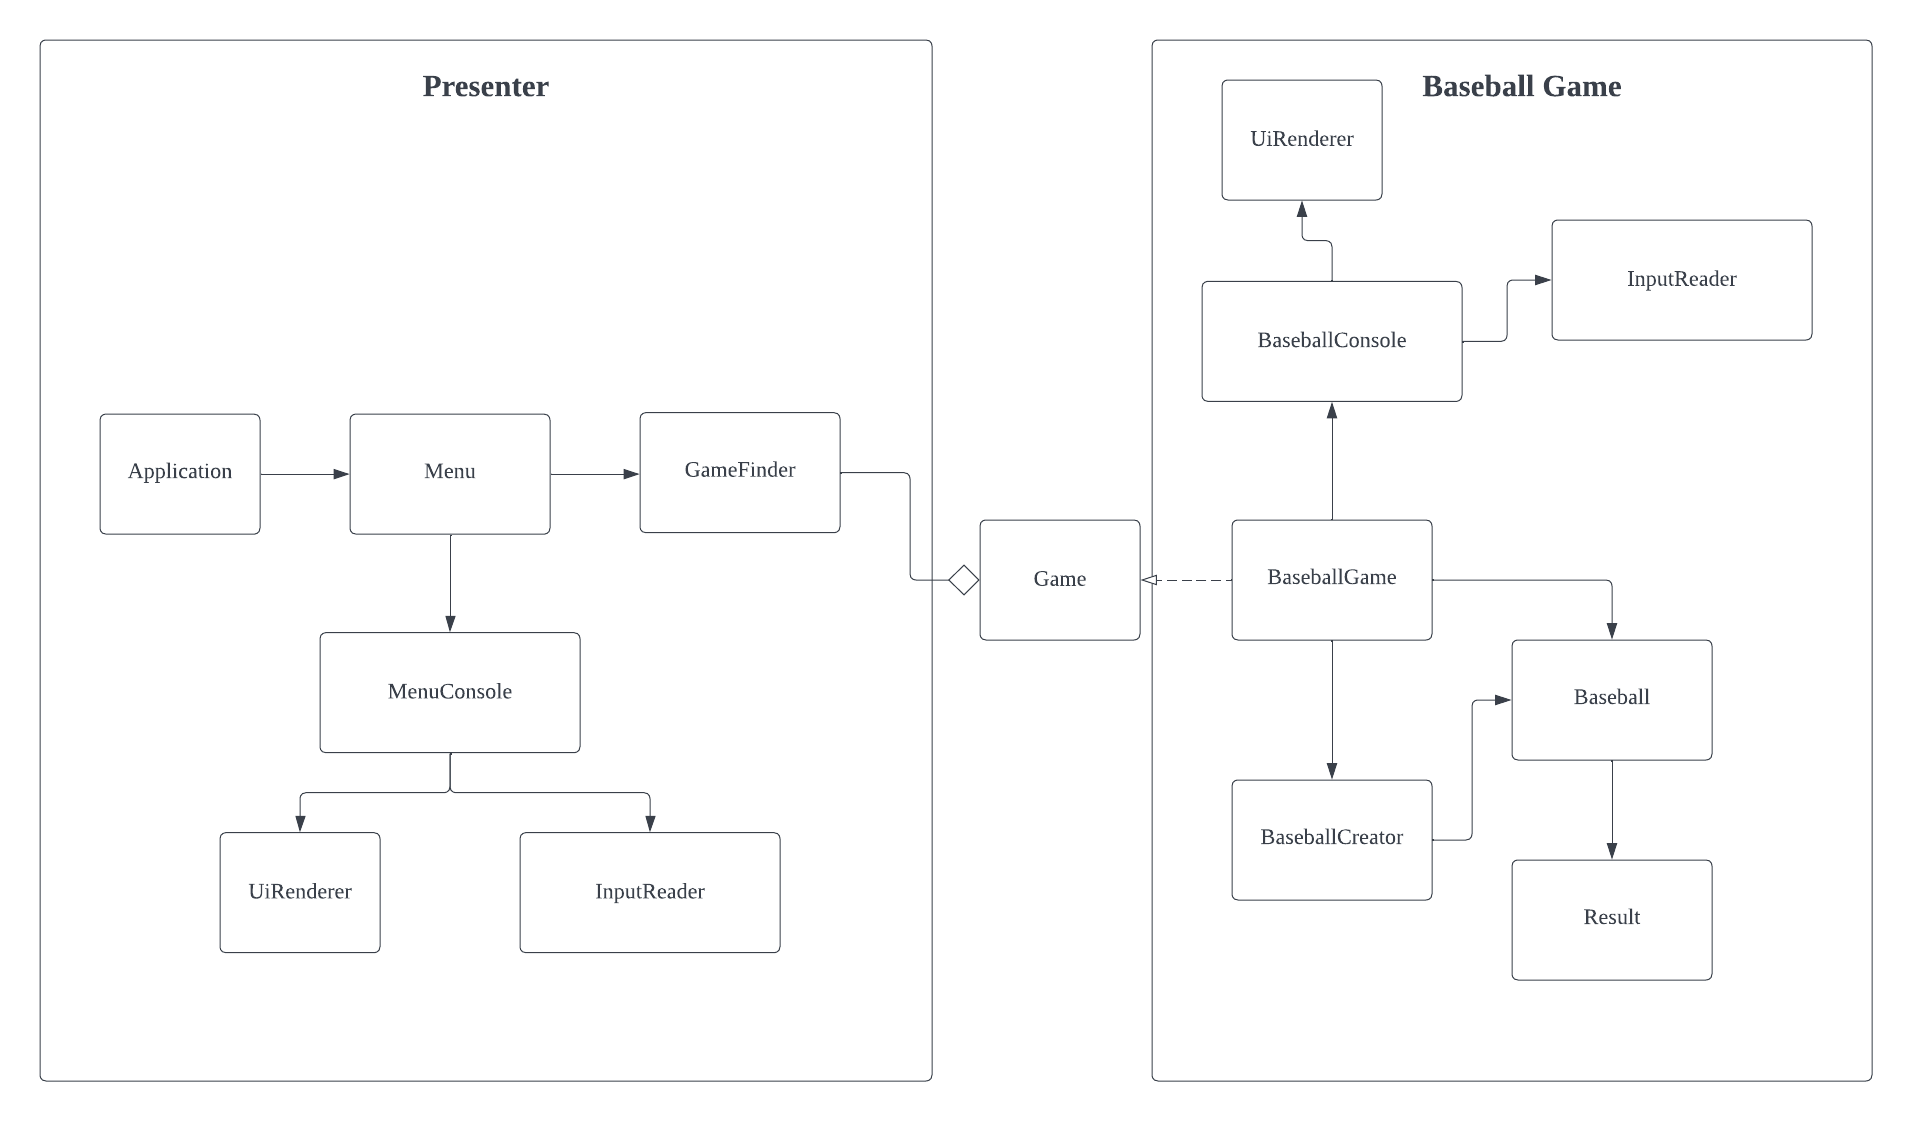 Presenter
Application
Menu
GameFinder
MenuConsole
UiRenderer
InputReader
Game
Baseball Game
UiRenderer
InputReader
BaseballConsole
BaseballGame
Baseball
BaseballCreator
Result